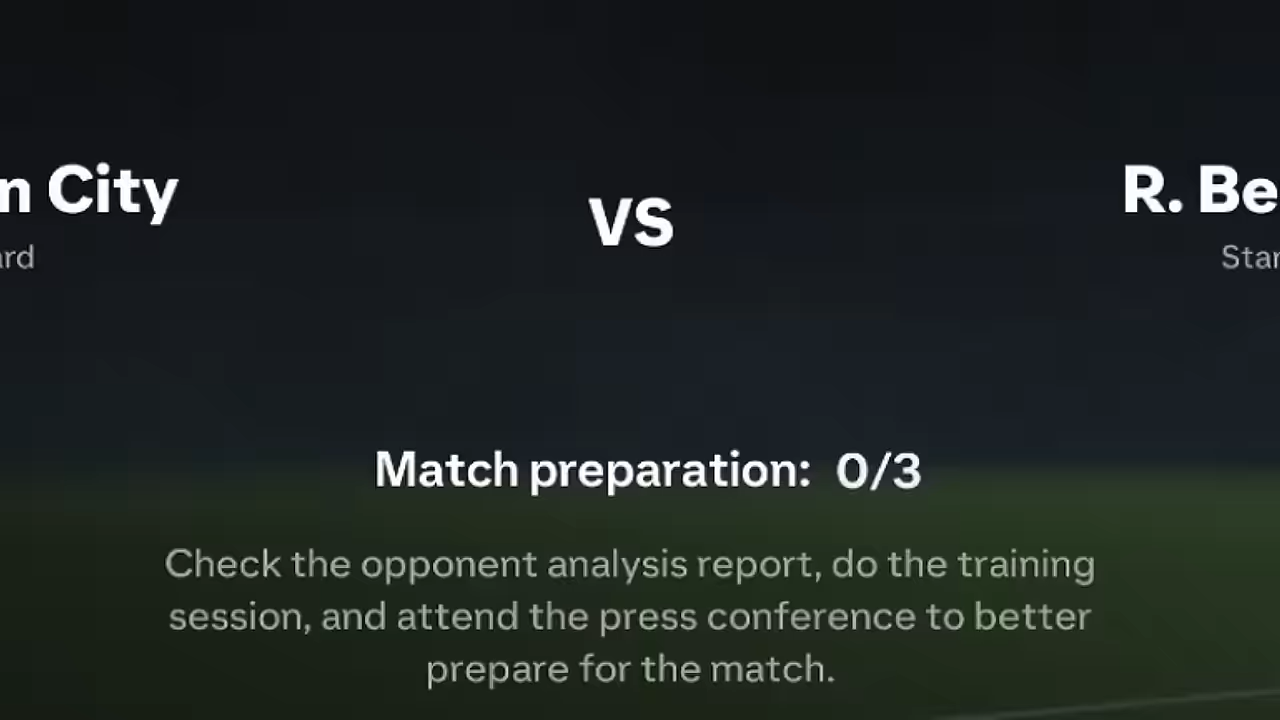 n City
VS
R. Be
ard
Star
Match preparation: 0/3
Check the opponent analysis report, do the training
session, and attend the press conference to better
prepare for the match.